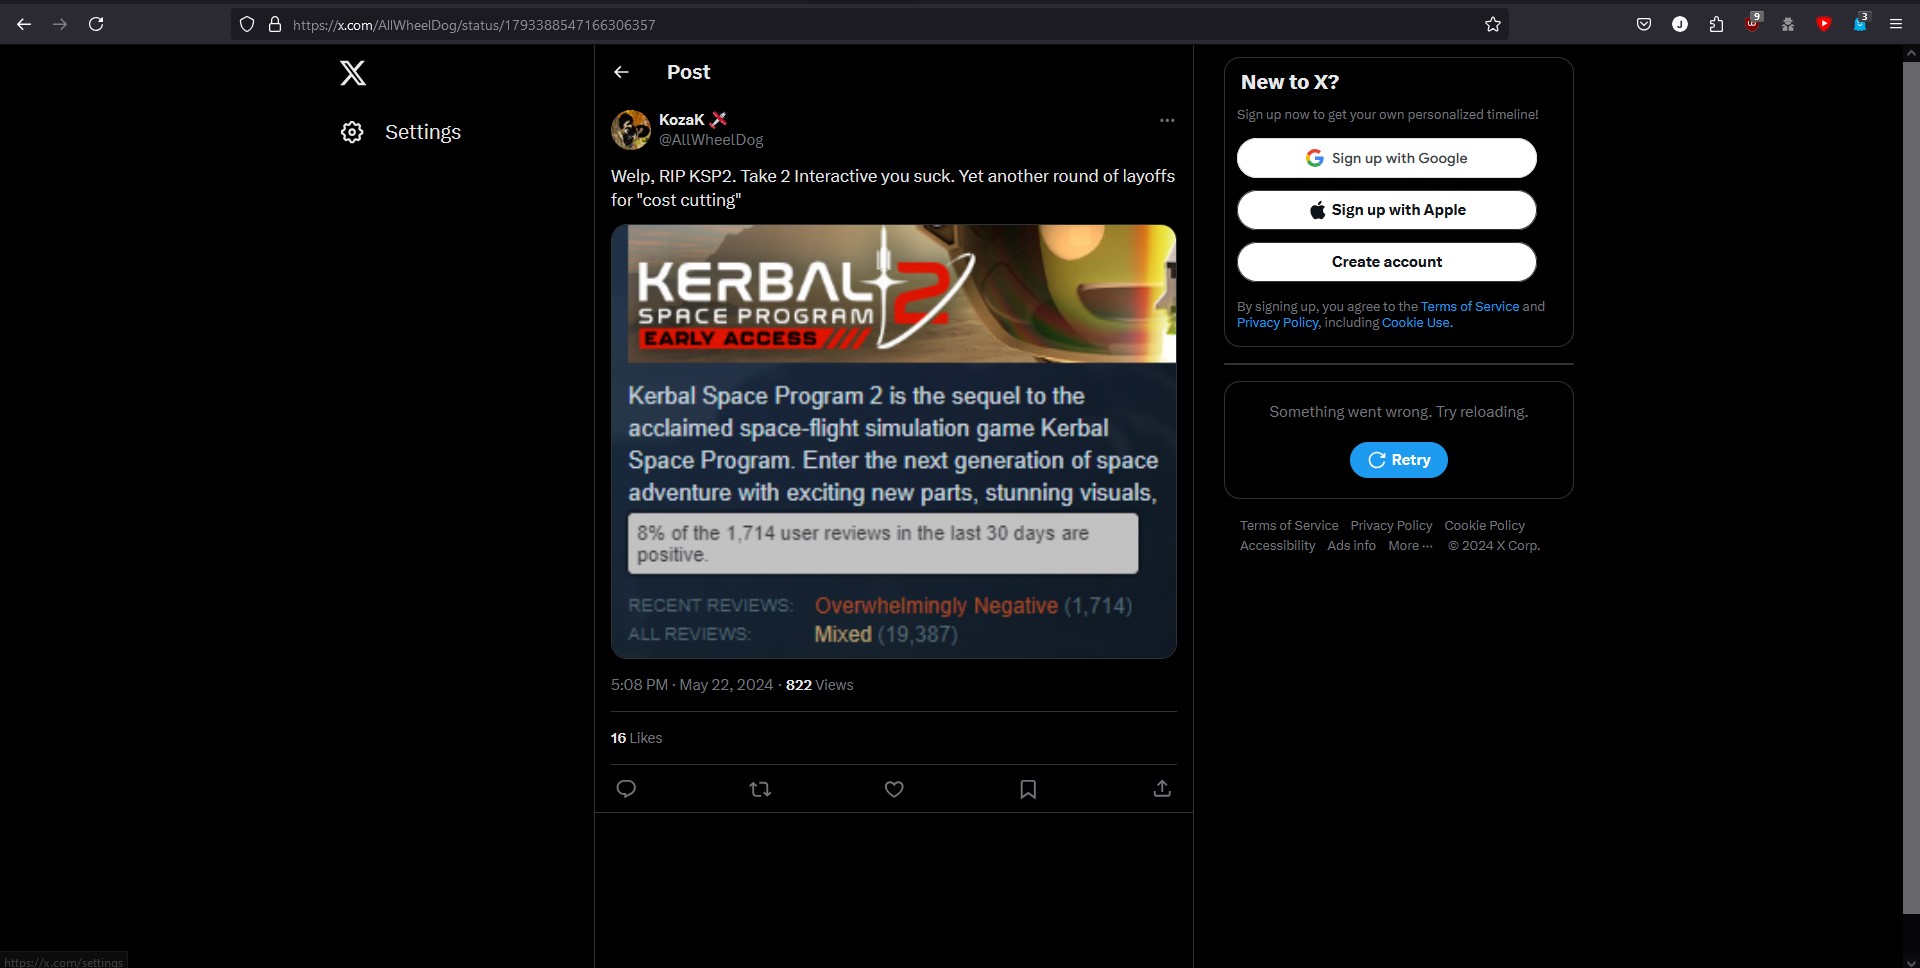 https://x.com/AllWheelDog/status/1793388547166306357
9
3
Settings
Post
KozaK
@AllWheelDog
Welp, RIP KSP2. Take 2 Interactive you suck. Yet another round of layoffs
for "cost cutting"
KERBAL 2
SPACE PROGRAM
EARLY ACCESS
Kerbal Space Program 2 is the sequel to the
acclaimed space-flight simulation game Kerbal
Space Program. Enter the next generation of space
adventure with exciting new parts, stunning visuals,
8% of the 1,714 user reviews in the last 30 days are
positive.
RECENT REVIEWS: Overwhelmingly Negative (1,714)
ALL REVIEWS: Mixed (19,387)
5:08 PM · May 22, 2024 · 822 Views
16 Likes
New to X?
Sign up now to get your own personalized timeline!
Sign up with Google
Sign up with Apple
Create account
By signing up, you agree to the Terms of Service and
Privacy Policy, including Cookie Use.
Something went wrong. Try reloading.
Retry
Terms of Service Privacy Policy Cookie Policy
Accessibility Ads info More ··· © 2024 X Corp.
https://x.com/settings